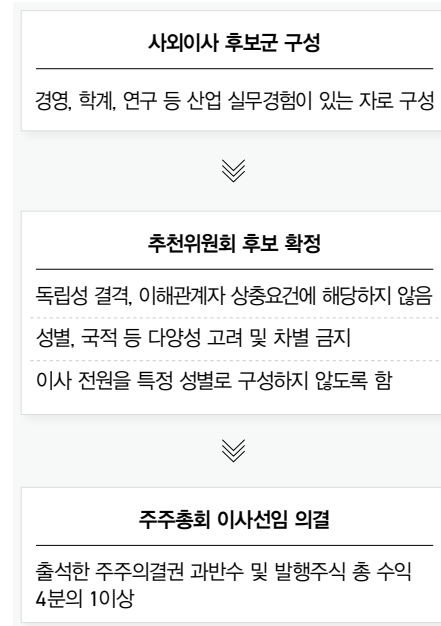 사외이사 후보군 구성
경영, 학계, 연구 등 산업 실무경험이 있는 자로 구성
추천위원회 후보 확정
독립성 결격, 이해관계자 상충요건에 해당하지 않음
성별, 국적 등 다양성 고려 및 차별 금지
이사 전원을 특정 성별로 구성하지 않도록 함
주주총회 이사선임 의결
출석한 주주의결권 과반수 및 발행주식 총 수익
4분의 1이상